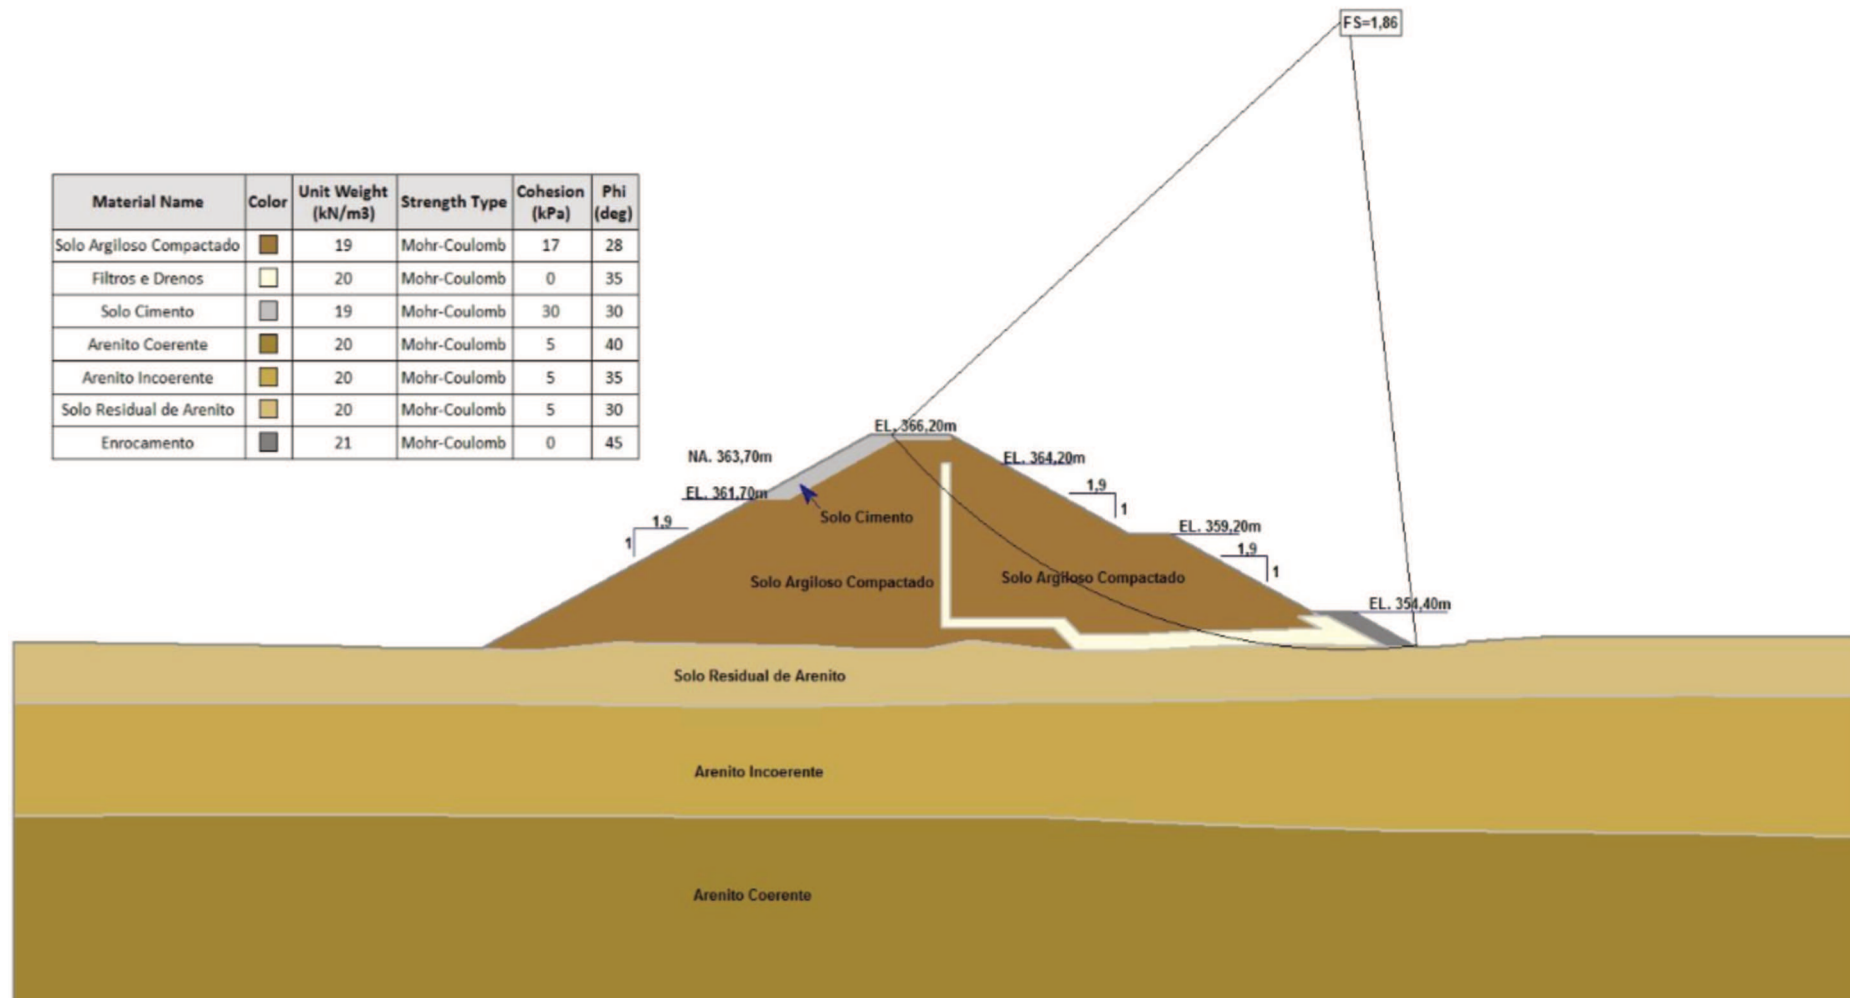 FS=1,86
Material Name Color Unit Weight (kN/m3) Strength Type Cohesion (kPa) Phi (deg)
Solo Argiloso Compactado 19 Mohr-Coulomb 17 28
Filtros e Drenos 20 Mohr-Coulomb 0 35
Solo Cimento 19 Mohr-Coulomb 30 30
Arenito Coerente 20 Mohr-Coulomb 5 40
Arenito Incoerente 20 Mohr-Coulomb 5 35
Solo Residual de Arenito 20 Mohr-Coulomb 5 30
Enrocamento 21 Mohr-Coulomb 0 45
EL. 366,20m
NA. 363,70m
EL. 364,20m
EL. 361,70m
1,9
1
Solo Cimento
1,9
1
EL. 359,20m
1,9
1
Solo Argiloso Compactado
Solo Argiloso Compactado
EL. 354,40m
Solo Residual de Arenito
Arenito Incoerente
Arenito Coerente